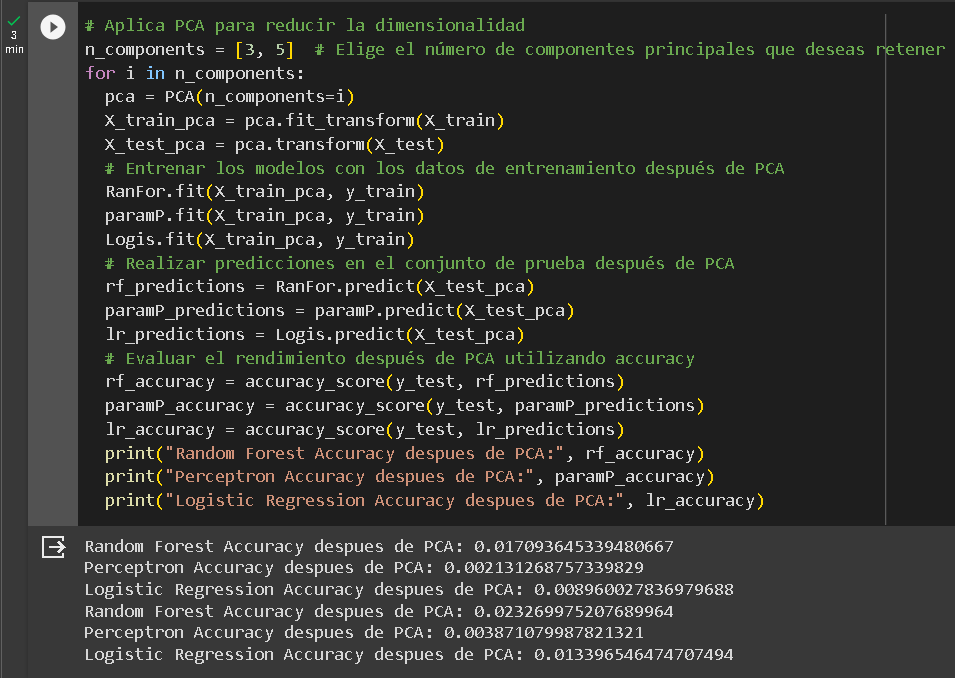 3
min
# Aplica PCA para reducir la dimensionalidad
n_components = [3, 5]  # Elige el número de componentes principales que deseas retener
for i in n_components:
  pca = PCA(n_components=i)
  X_train_pca = pca.fit_transform(X_train)
  X_test_pca = pca.transform(X_test)
  # Entrenar los modelos con los datos de entrenamiento después de PCA
  RanFor.fit(X_train_pca, y_train)
  paramP.fit(X_train_pca, y_train)
  Logis.fit(X_train_pca, y_train)
  # Realizar predicciones en el conjunto de prueba después de PCA
  rf_predictions = RanFor.predict(X_test_pca)
  paramP_predictions = paramP.predict(X_test_pca)
  lr_predictions = Logis.predict(X_test_pca)
  # Evaluar el rendimiento después de PCA utilizando accuracy
  rf_accuracy = accuracy_score(y_test, rf_predictions)
  paramP_accuracy = accuracy_score(y_test, paramP_predictions)
  lr_accuracy = accuracy_score(y_test, lr_predictions)
  print("Random Forest Accuracy despues de PCA:", rf_accuracy)
  print("Perceptron Accuracy despues de PCA:", paramP_accuracy)
  print("Logistic Regression Accuracy despues de PCA:", lr_accuracy)
Random Forest Accuracy despues de PCA: 0.017093645339480667
Perceptron Accuracy despues de PCA: 0.002131268757339829
Logistic Regression Accuracy despues de PCA: 0.008960027836979688
Random Forest Accuracy despues de PCA: 0.023269975207689964
Perceptron Accuracy despues de PCA: 0.003871079987821321
Logistic Regression Accuracy despues de PCA: 0.013396546474707494